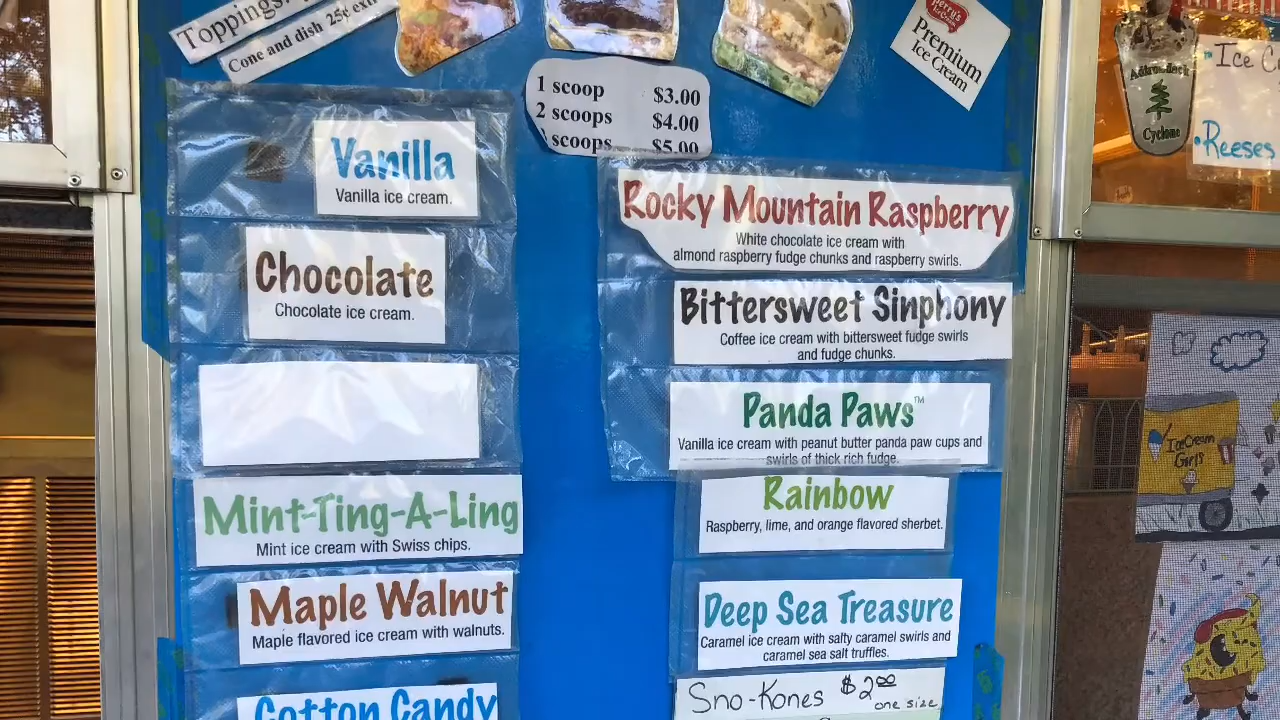 Toppings
Cone and dish 25¢
Perry's
Ice Cream
Premium
Ice Cream
1 scoop $3.00
2 scoops $4.00
scoops $5.00
Vanilla
Vanilla ice cream.
Chocolate
Chocolate ice cream.
Mint-Ting-A-Ling
Mint ice cream with Swiss chips.
Maple Walnut
Maple flavored ice cream with walnuts.
Cotton Candy
Rocky Mountain Raspberry
White chocolate ice cream with
almond raspberry fudge chunks and raspberry swirls.
Bittersweet Sinphony
Coffee ice cream with bittersweet fudge swirls
and fudge chunks.
Panda Paws™
Vanilla ice cream with peanut butter panda paw cups and
swirls of thick rich fudge.
Rainbow
Raspberry, lime, and orange flavored sherbet.
Deep Sea Treasure
Caramel ice cream with salty caramel swirls and
caramel sea salt truffles.
Sno-Kones $2.00
one size
Adirondack
Cyclone
• Ice
• Reeses
Ice Cream
Girls